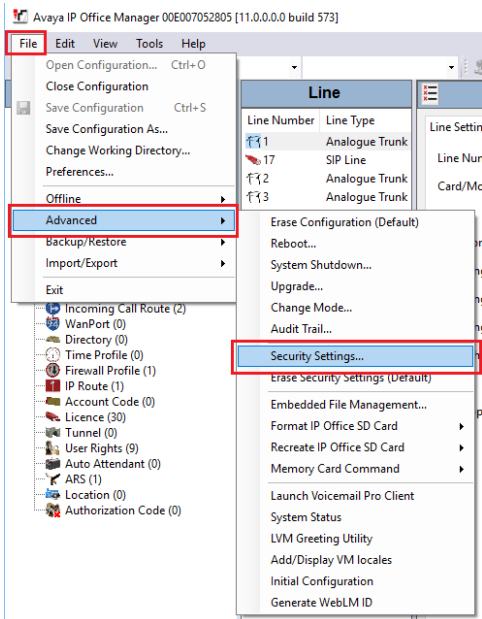 Avaya IP Office Manager 00E007052805 [11.0.0.0.0 build 573]
File Edit View Tools Help
Open Configuration... Ctrl+O
Close Configuration
Save Configuration Ctrl+S
Save Configuration As...
Change Working Directory...
Preferences...
Offline
Advanced
Backup/Restore
Import/Export
Exit
Incoming Call Route (2)
WanPort (0)
Directory (0)
Time Profile (0)
Firewall Profile (1)
IP Route (1)
Account Code (0)
Licence (30)
Tunnel (0)
User Rights (9)
Auto Attendant (0)
ARS (1)
Location (0)
Authorization Code (0)
Line
Line Number Line Type
1 Analogue Trunk
17 SIP Line
2 Analogue Trunk
3 Analogue Trunk
Line Settin
Line Num
Card/Mo
Erase Configuration (Default)
Reboot...
System Shutdown...
Upgrade...
Change Mode...
Audit Trail...
Security Settings...
Erase Security Settings (Default)
Embedded File Management...
Format IP Office SD Card
Recreate IP Office SD Card
Memory Card Command
Launch Voicemail Pro Client
System Status
LVM Greeting Utility
Add/Display VM locales
Initial Configuration
Generate WebLM ID